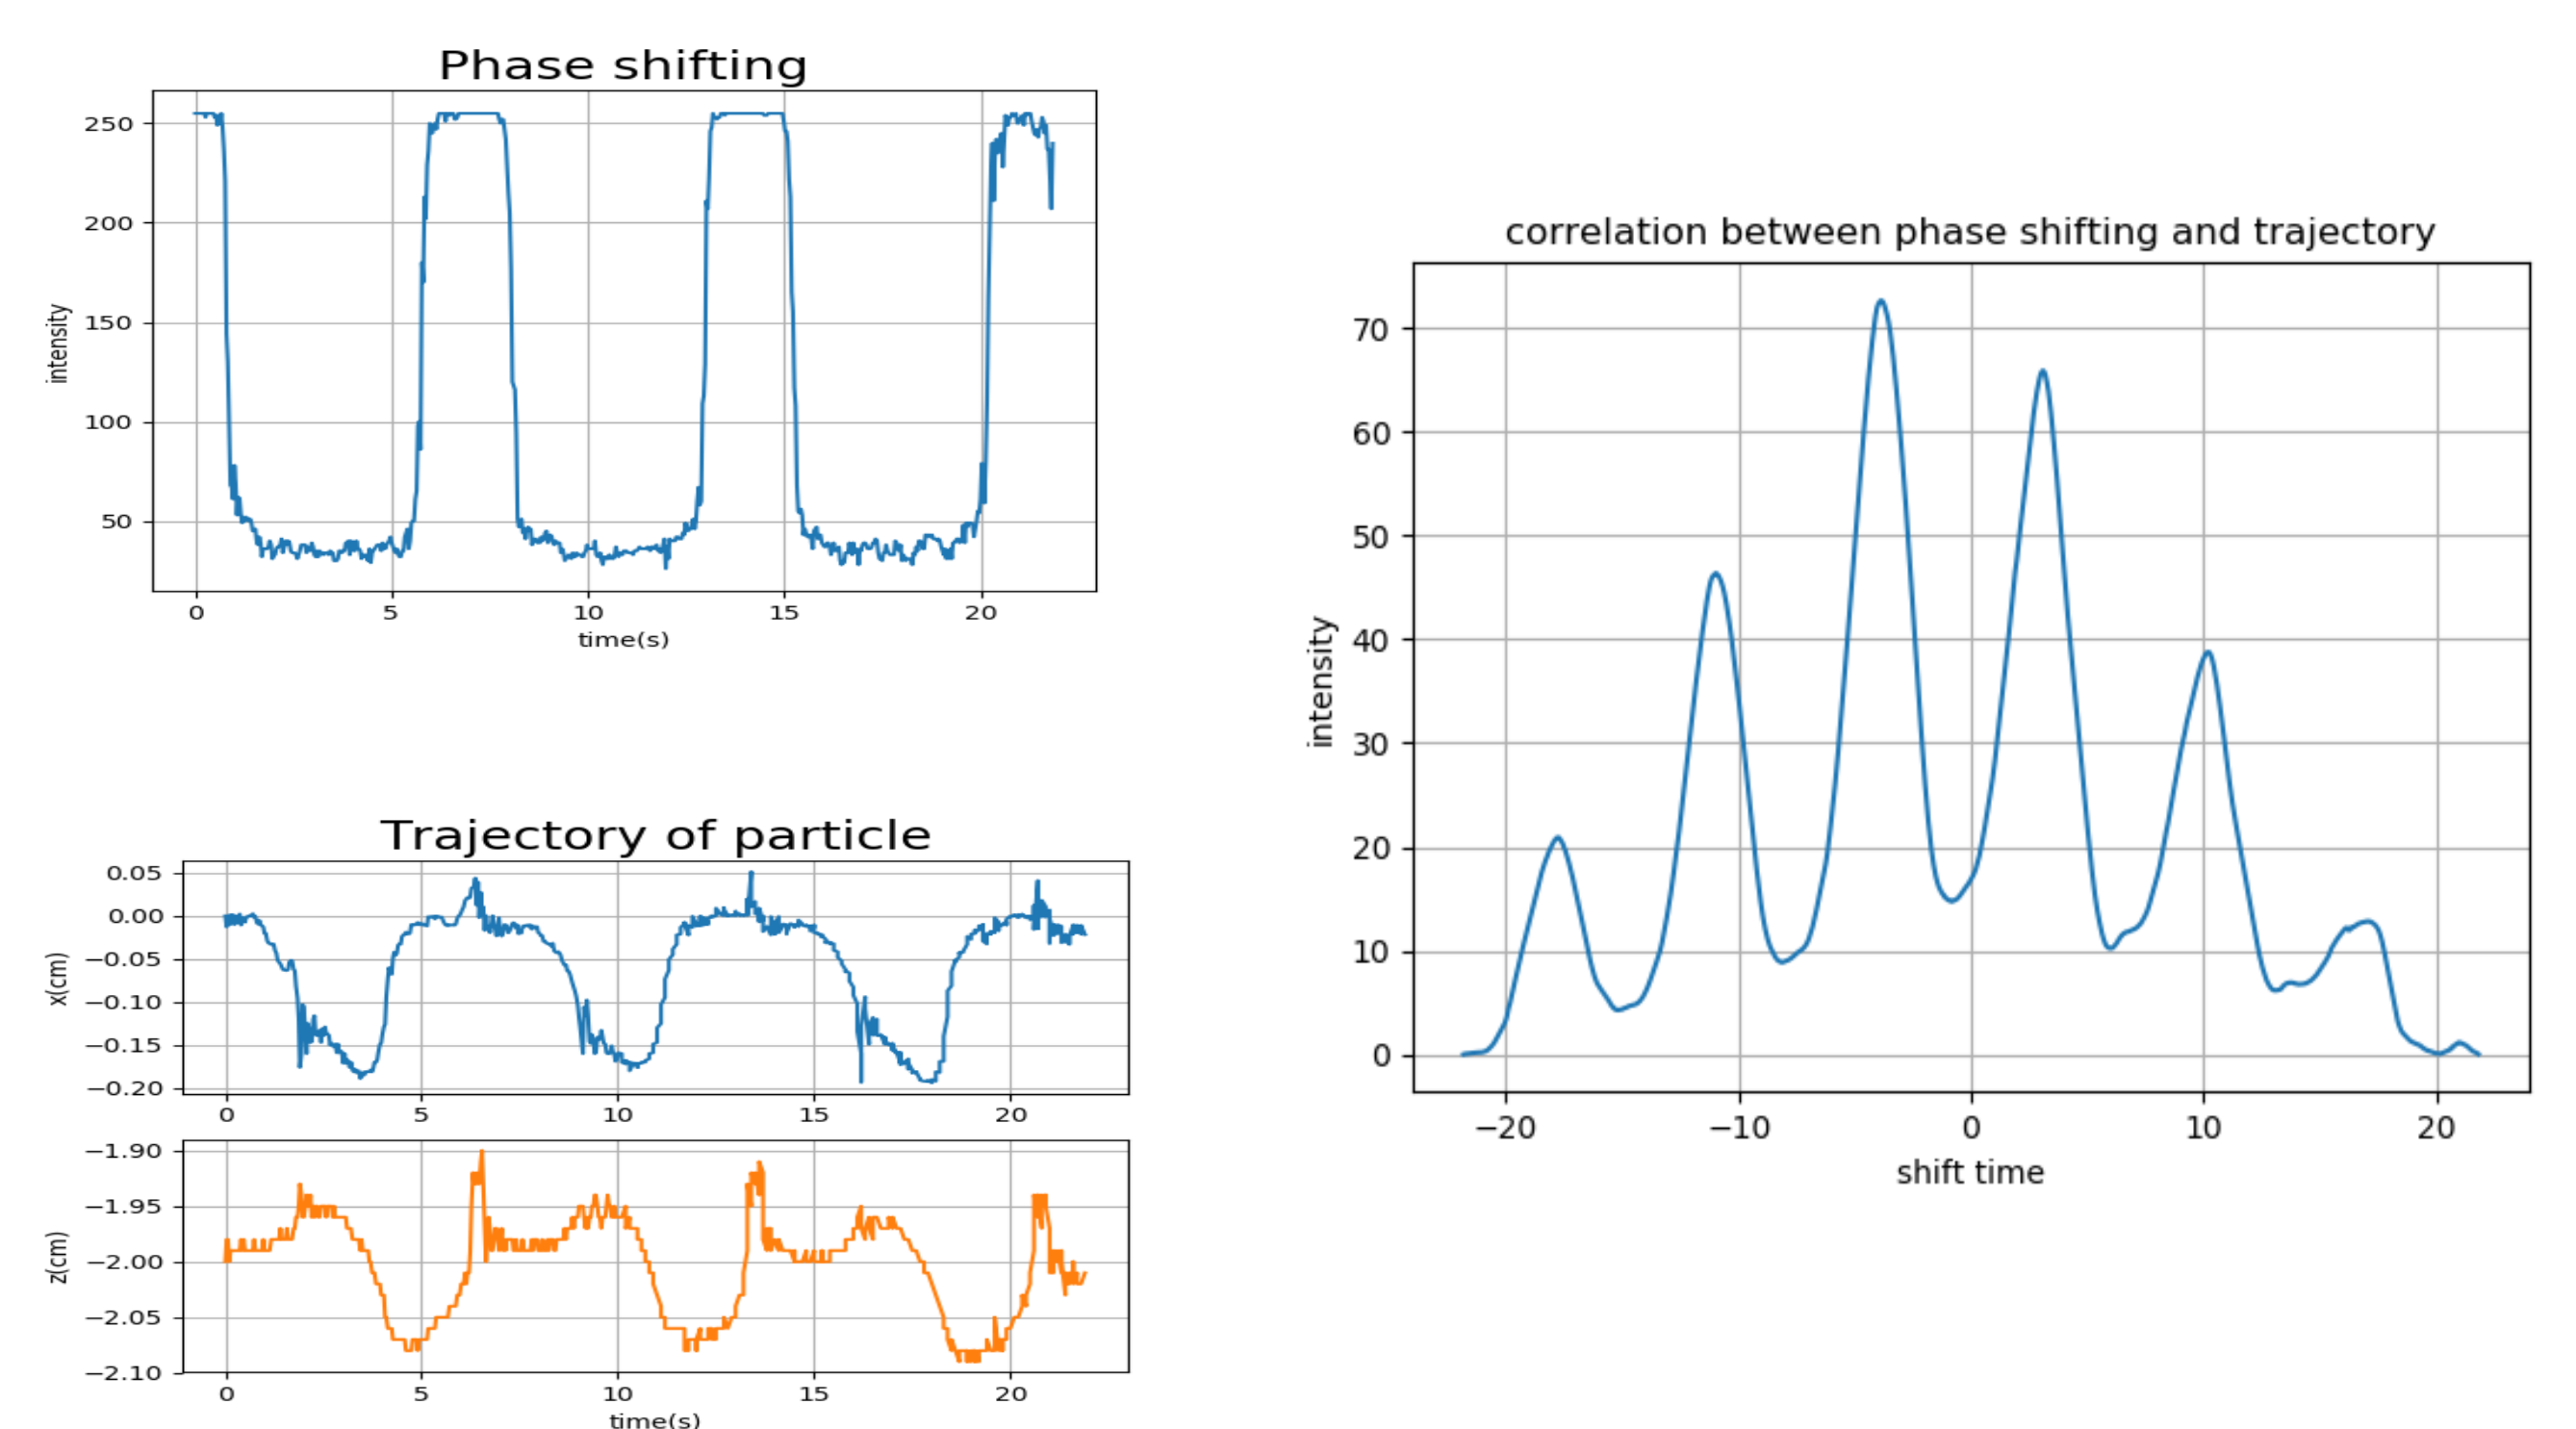 Phase shifting
250
200
150
100
50
intensity
0 5 10 15 20
time(s)
Trajectory of particle
0.05
0.00
−0.05
−0.10
−0.15
−0.20
x(cm)
0 5 10 15 20
−1.90
−1.95
−2.00
−2.05
−2.10
z(cm)
0 5 10 15 20
time(s)
correlation between phase shifting and trajectory
70
60
50
40
30
20
10
0
intensity
−20 −10 0 10 20
shift time